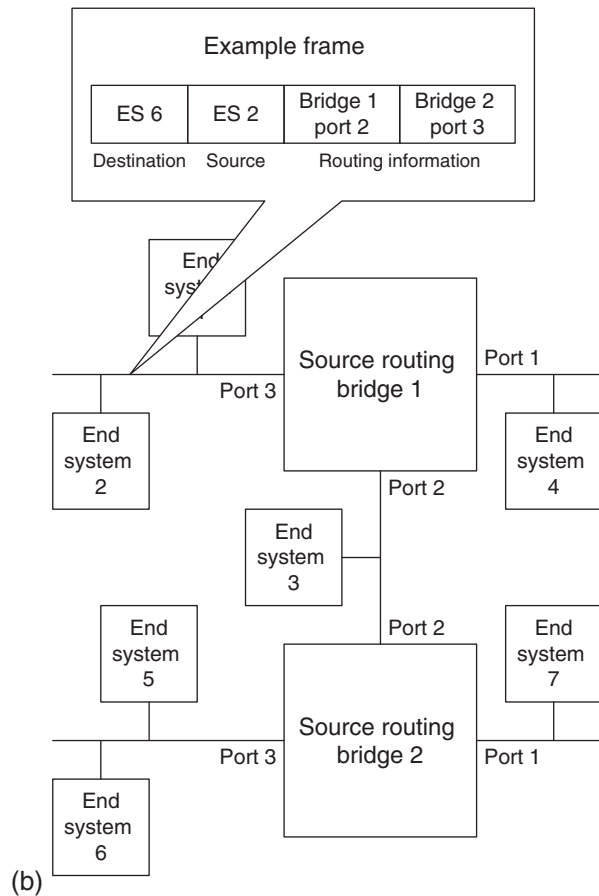 Example frame
ES 6
ES 2
Bridge 1
port 2
Bridge 2
port 3
Destination
Source
Routing information
End
Source routing
bridge 1
Port 3
Port 1
Port 2
End
system
2
End
system
4
End
system
3
Port 2
End
system
5
End
system
7
Source routing
bridge 2
Port 3
Port 1
End
system
6
(b)